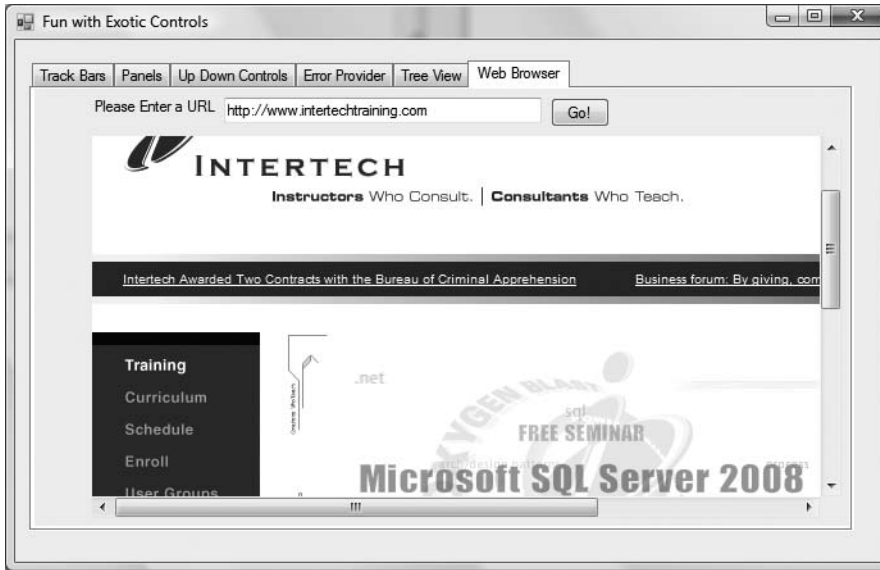 Fun with Exotic Controls
Track Bars Panels Up Down Controls Error Provider Tree View Web Browser
Please Enter a URL http://www.intertechtraining.com Go!
INTERTECH
Instructors Who Consult. | Consultants Who Teach.
Intertech Awarded Two Contracts with the Bureau of Criminal Apprehension Business forum: By giving, com
Training
Curriculum
Schedule
Enroll
User Groups
.net
OXYGEN BLAST
sql
FREE SEMINAR
process
Microsoft SQL Server 2008